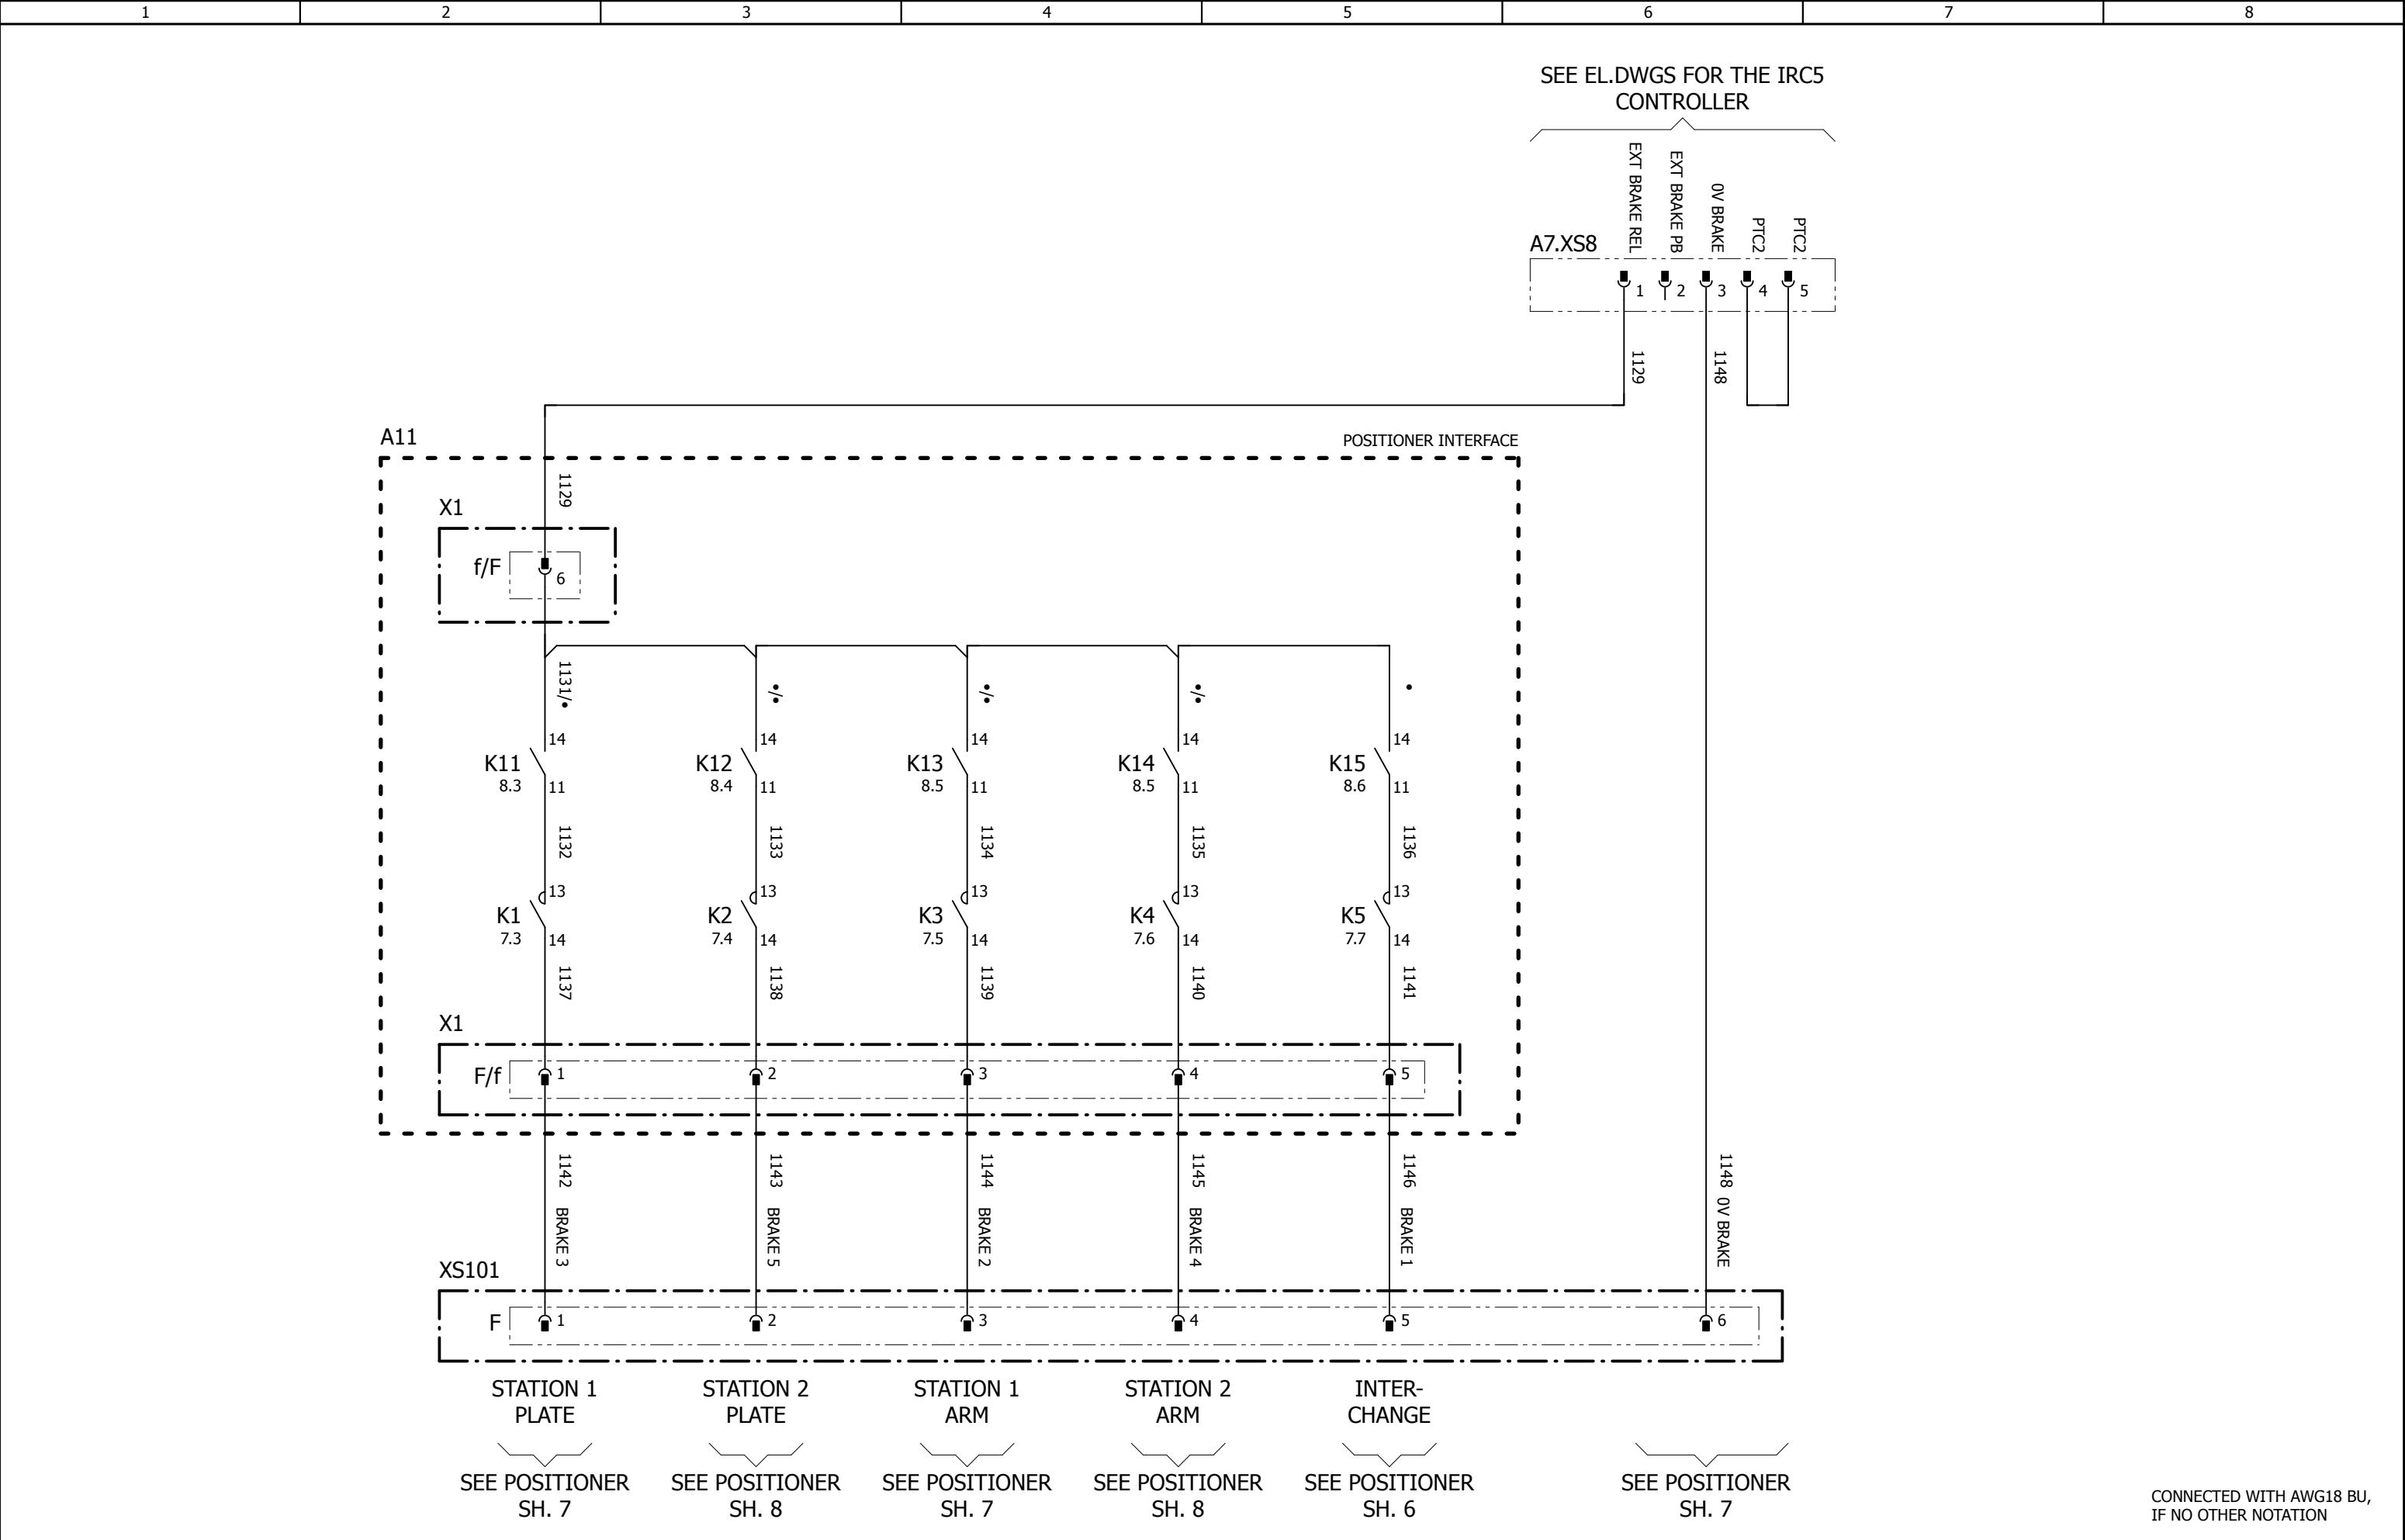 1 2 3 4 5 6 7 8
SEE EL.DWGS FOR THE IRC5
CONTROLLER
EXT BRAKE REL
EXT BRAKE PB
0V BRAKE
PTC2
PTC2
A7.XS8
1 2 3 4 5
1129
1148
A11
POSITIONER INTERFACE
1129
X1
f/F
6
1131/•
•/•
•/•
•/•
•
14 14 14 14 14
K11 K12 K13 K14 K15
8.3 8.4 8.5 8.5 8.6
11 11 11 11 11
1132 1133 1134 1135 1136
13 13 13 13 13
K1 K2 K3 K4 K5
7.3 7.4 7.5 7.6 7.7
14 14 14 14 14
1137 1138 1139 1140 1141
X1
F/f
1 2 3 4 5
1142 BRAKE 3
1143 BRAKE 5
1144 BRAKE 2
1145 BRAKE 4
1146 BRAKE 1
1148 0V BRAKE
XS101
F
1 2 3 4 5 6
STATION 1
PLATE
STATION 2
PLATE
STATION 1
ARM
STATION 2
ARM
INTER-
CHANGE
SEE POSITIONER
SH. 7
SEE POSITIONER
SH. 8
SEE POSITIONER
SH. 7
SEE POSITIONER
SH. 8
SEE POSITIONER
SH. 6
SEE POSITIONER
SH. 7
CONNECTED WITH AWG18 BU,
IF NO OTHER NOTATION